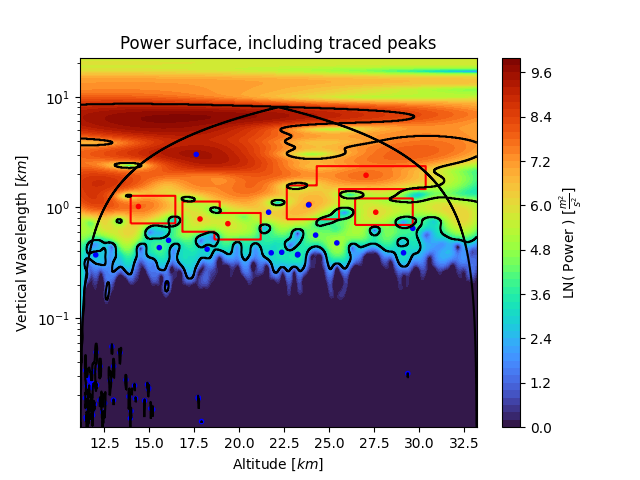 Power surface, including traced peaks
Vertical Wavelength [km]
10¹
10⁰
10⁻¹
12.5 15.0 17.5 20.0 22.5 25.0 27.5 30.0 32.5
Altitude [km]
9.6
8.4
7.2
6.0
4.8
3.6
2.4
1.2
0.0
LN( Power ) [m²/s²]